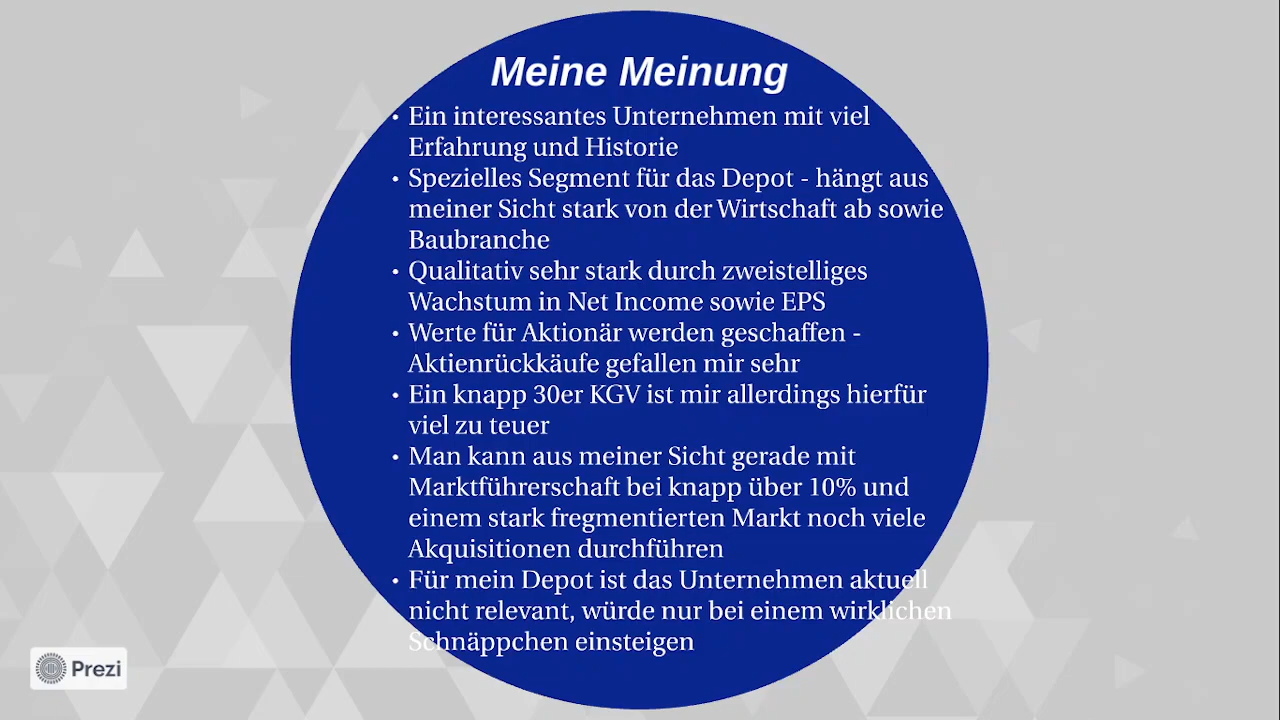 Meine Meinung
• Ein interessantes Unternehmen mit viel
Erfahrung und Historie
• Spezielles Segment für das Depot - hängt aus
meiner Sicht stark von der Wirtschaft ab sowie
Baubranche
• Qualitativ sehr stark durch zweistelliges
Wachstum in Net Income sowie EPS
• Werte für Aktionär werden geschaffen -
Aktienrückkäufe gefallen mir sehr
• Ein knapp 30er KGV ist mir allerdings hierfür
viel zu teuer
• Man kann aus meiner Sicht gerade mit
Marktführerschaft bei knapp über 10% und
einem stark fregmentierten Markt noch viele
Akquisitionen durchführen
• Für mein Depot ist das Unternehmen aktuell
nicht relevant, würde nur bei einem wirklichen
Schnäppchen einsteigen
Prezi